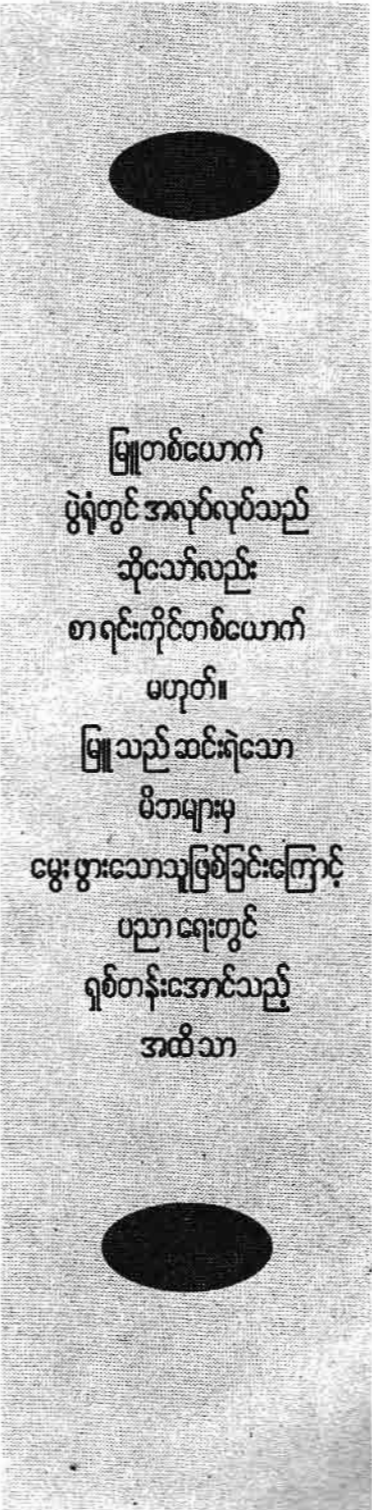 မြူတစ်ယောက်
ပွဲရုံတွင် အလုပ်လုပ်သည်
ဆိုသော်လည်း
စာရင်းကိုင်တစ်ယောက်
မဟုတ်။
မြူသည် ဆင်းရဲသော
မိဘများမှ
မွေးဖွားသောသူဖြစ်ခြင်းကြောင့်
ပညာရေးတွင်
ရှစ်တန်းအောင်သည့်
အထိသာ